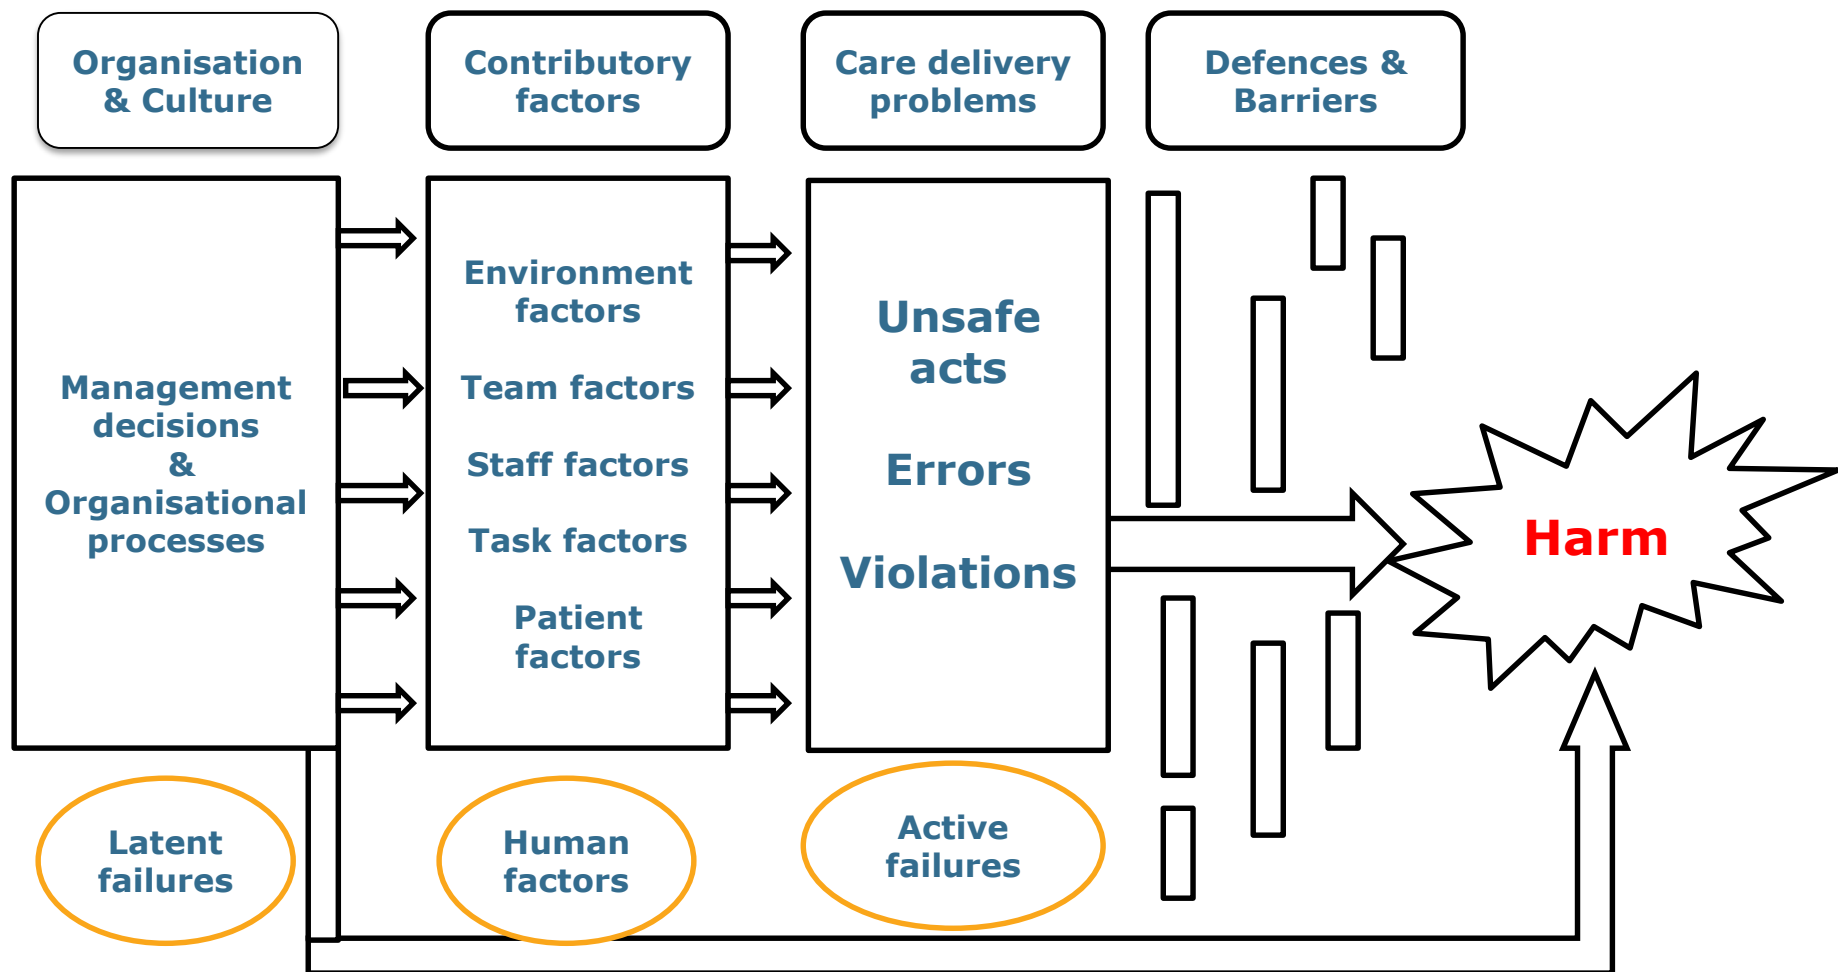 Organisation
& Culture
Contributory
factors
Care delivery
problems
Defences &
Barriers
Management
decisions
&
Organisational
processes
Environment
factors
Team factors
Staff factors
Task factors
Patient
factors
Unsafe
acts
Errors
Violations
Harm
Latent
failures
Human
factors
Active
failures